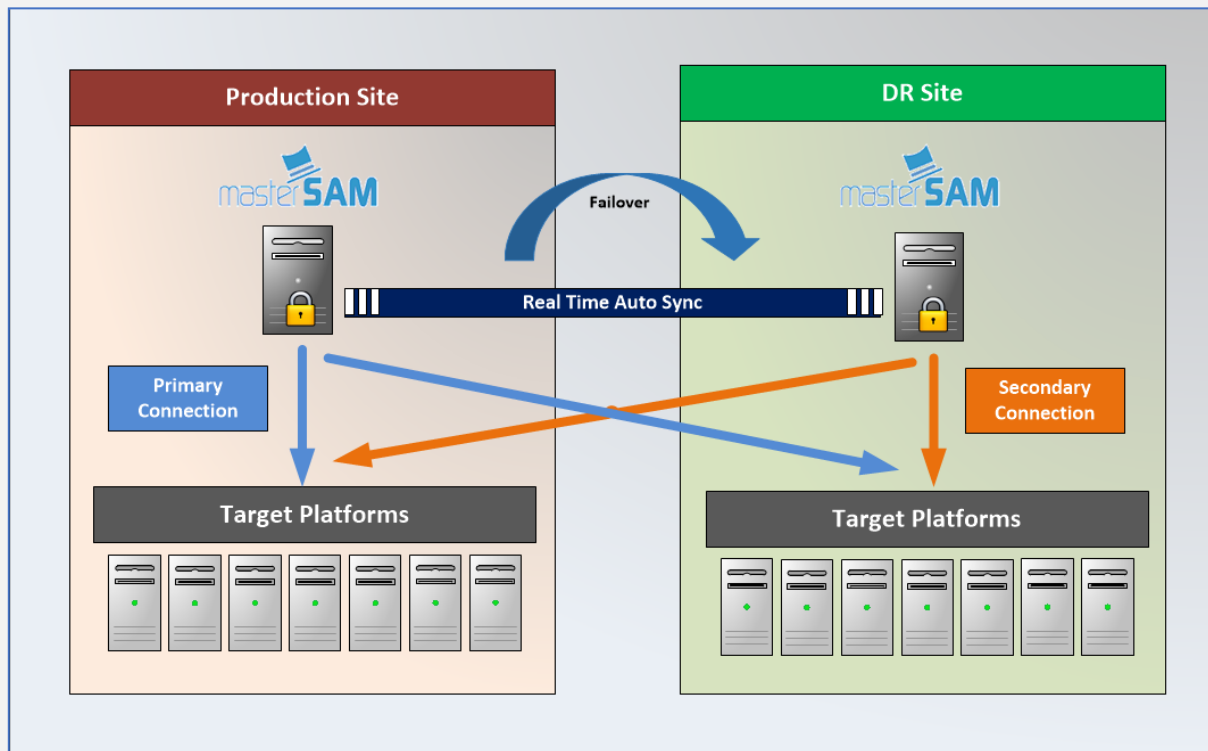 Production Site
DR Site
masterSAM
masterSAM
Failover
Real Time Auto Sync
Primary
Connection
Secondary
Connection
Target Platforms
Target Platforms